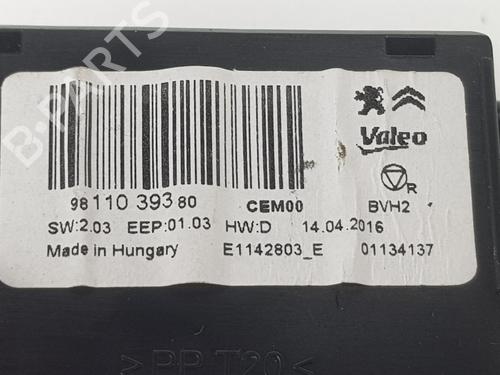 B-PARTS
Valeo
R
98 110 393 80
CEM00
BVH2
SW:2.03 EEP:01.03 HW:D 14.04.2016
Made in Hungary E1142803_E 01134137
>PP T20<